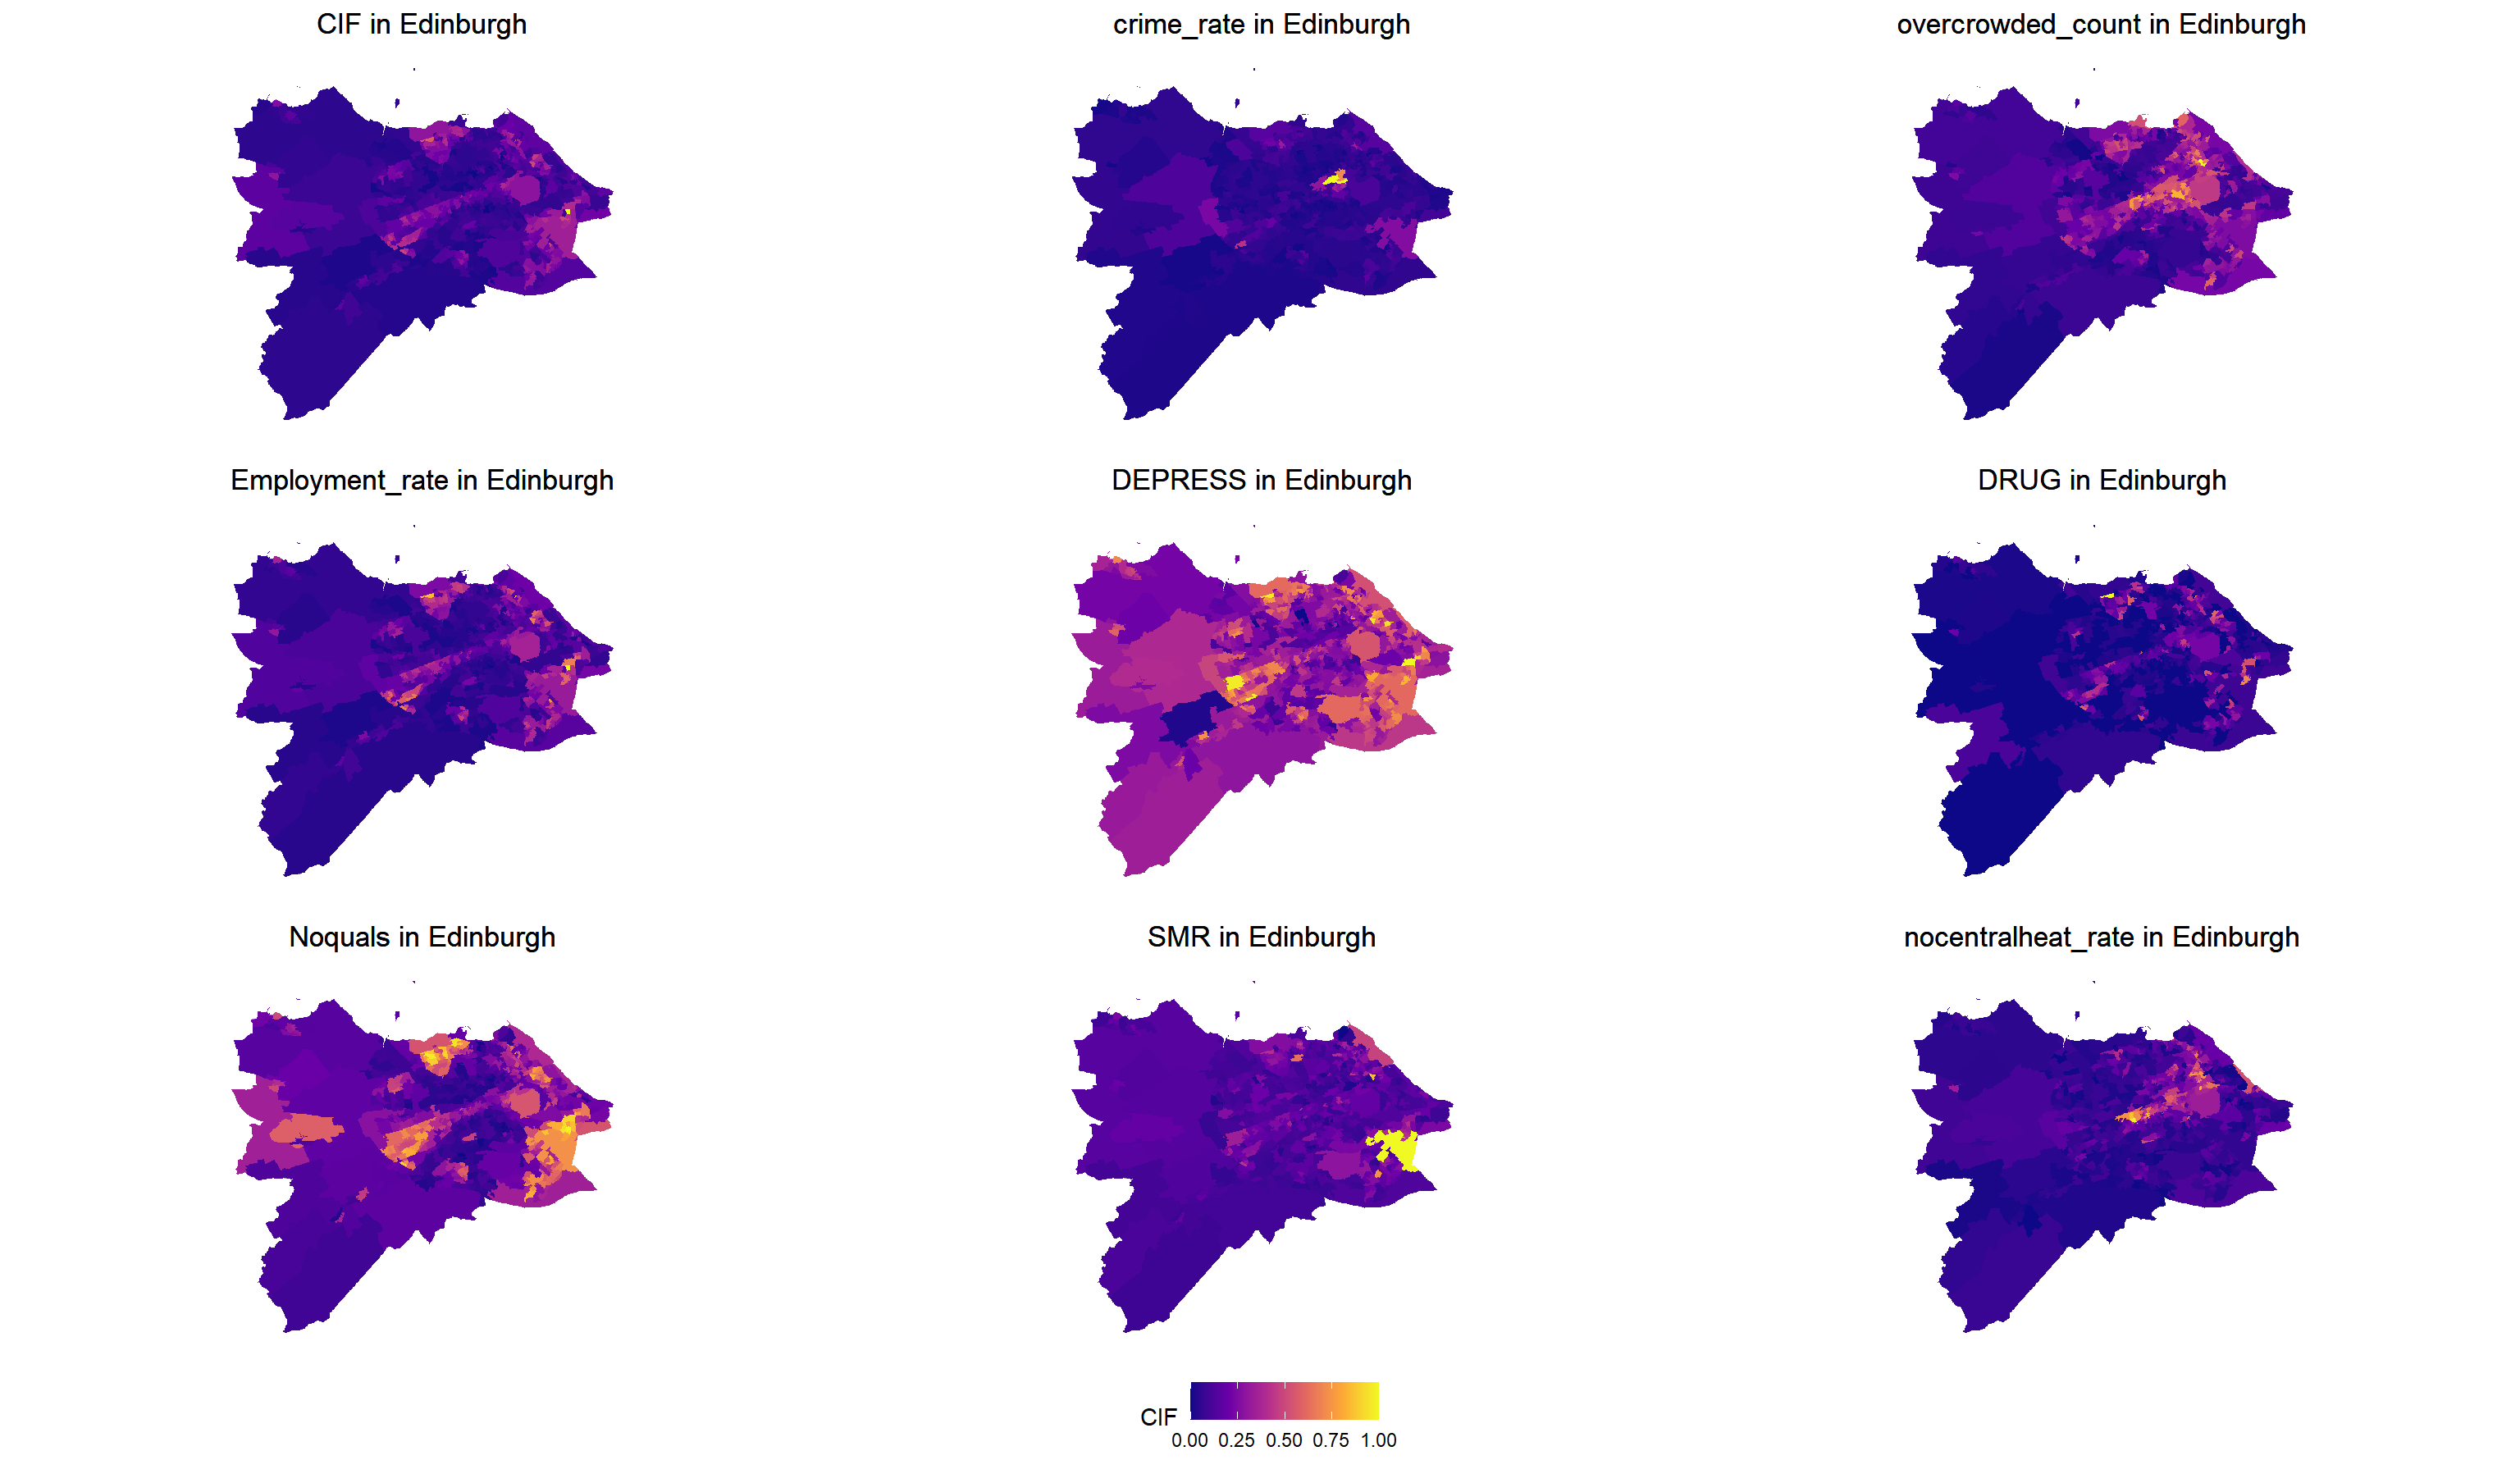 CIF in Edinburgh
crime_rate in Edinburgh
overcrowded_count in Edinburgh
Employment_rate in Edinburgh
DEPRESS in Edinburgh
DRUG in Edinburgh
Noquals in Edinburgh
SMR in Edinburgh
nocentralheat_rate in Edinburgh
CIF
0.00 0.25 0.50 0.75 1.00